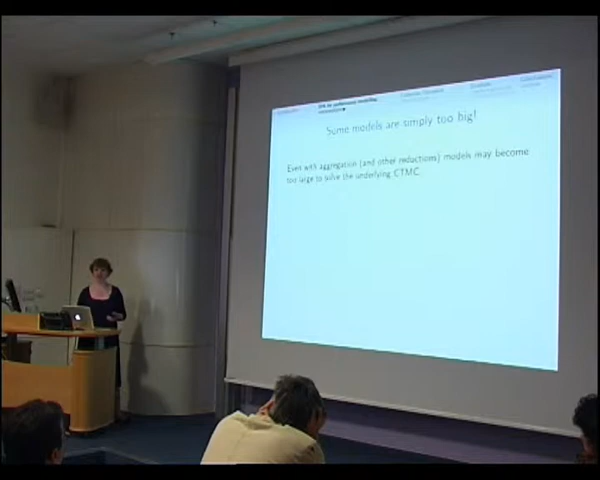 Some models are simply too big!
Even with aggregation (and other reductions) models may become
too large to solve the underlying CTMC.